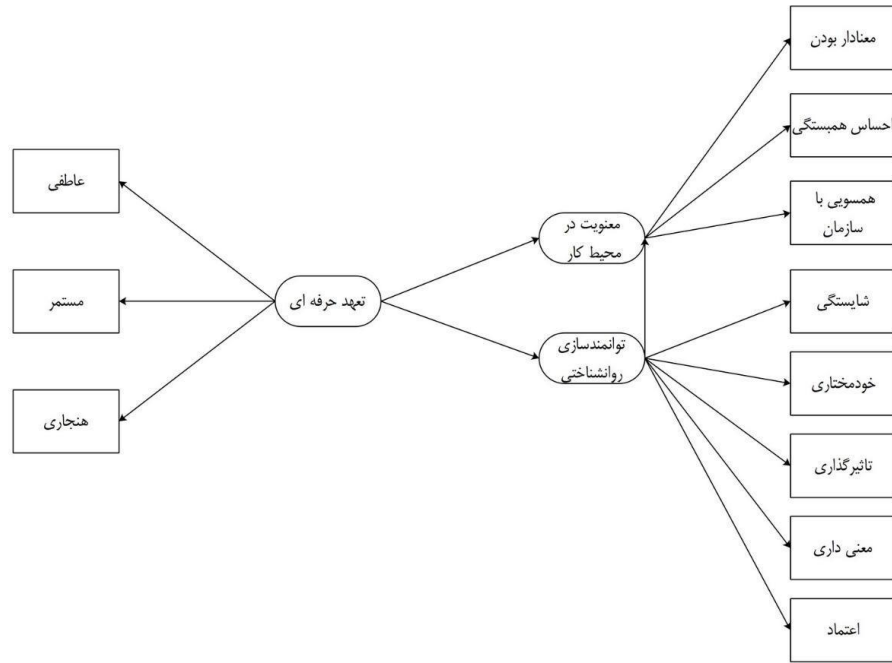 معنادار بودن
احساس همبستگی
همسویی با
سازمان
شایستگی
خودمختاری
تاثیرگذاری
معنی داری
اعتماد
معنویت در
محیط کار
توانمندسازی
روانشناختی
تعهد حرفه ای
عاطفی
مستمر
هنجاری